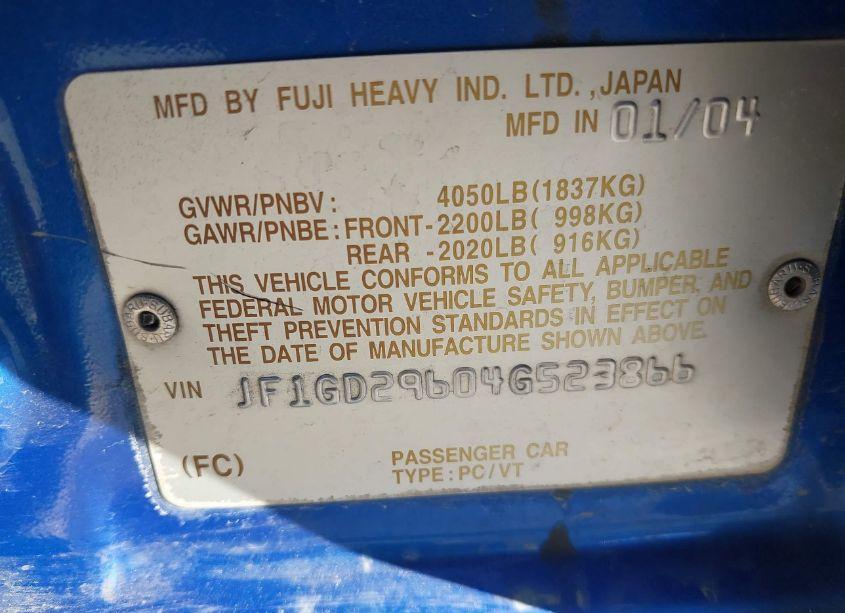 MFD BY FUJI HEAVY IND. LTD. ,JAPAN
MFD IN 01/04
GVWR/PNBV: 4050LB(1837KG)
GAWR/PNBE: FRONT-2200LB( 998KG)
REAR -2020LB( 916KG)
THIS VEHICLE CONFORMS TO ALL APPLICABLE
FEDERAL MOTOR VEHICLE SAFETY, BUMPER, AND
THEFT PREVENTION STANDARDS IN EFFECT ON
THE DATE OF MANUFACTURE SHOWN ABOVE.
VIN JF1GD29604G523866
(FC) PASSENGER CAR
TYPE:PC/VT